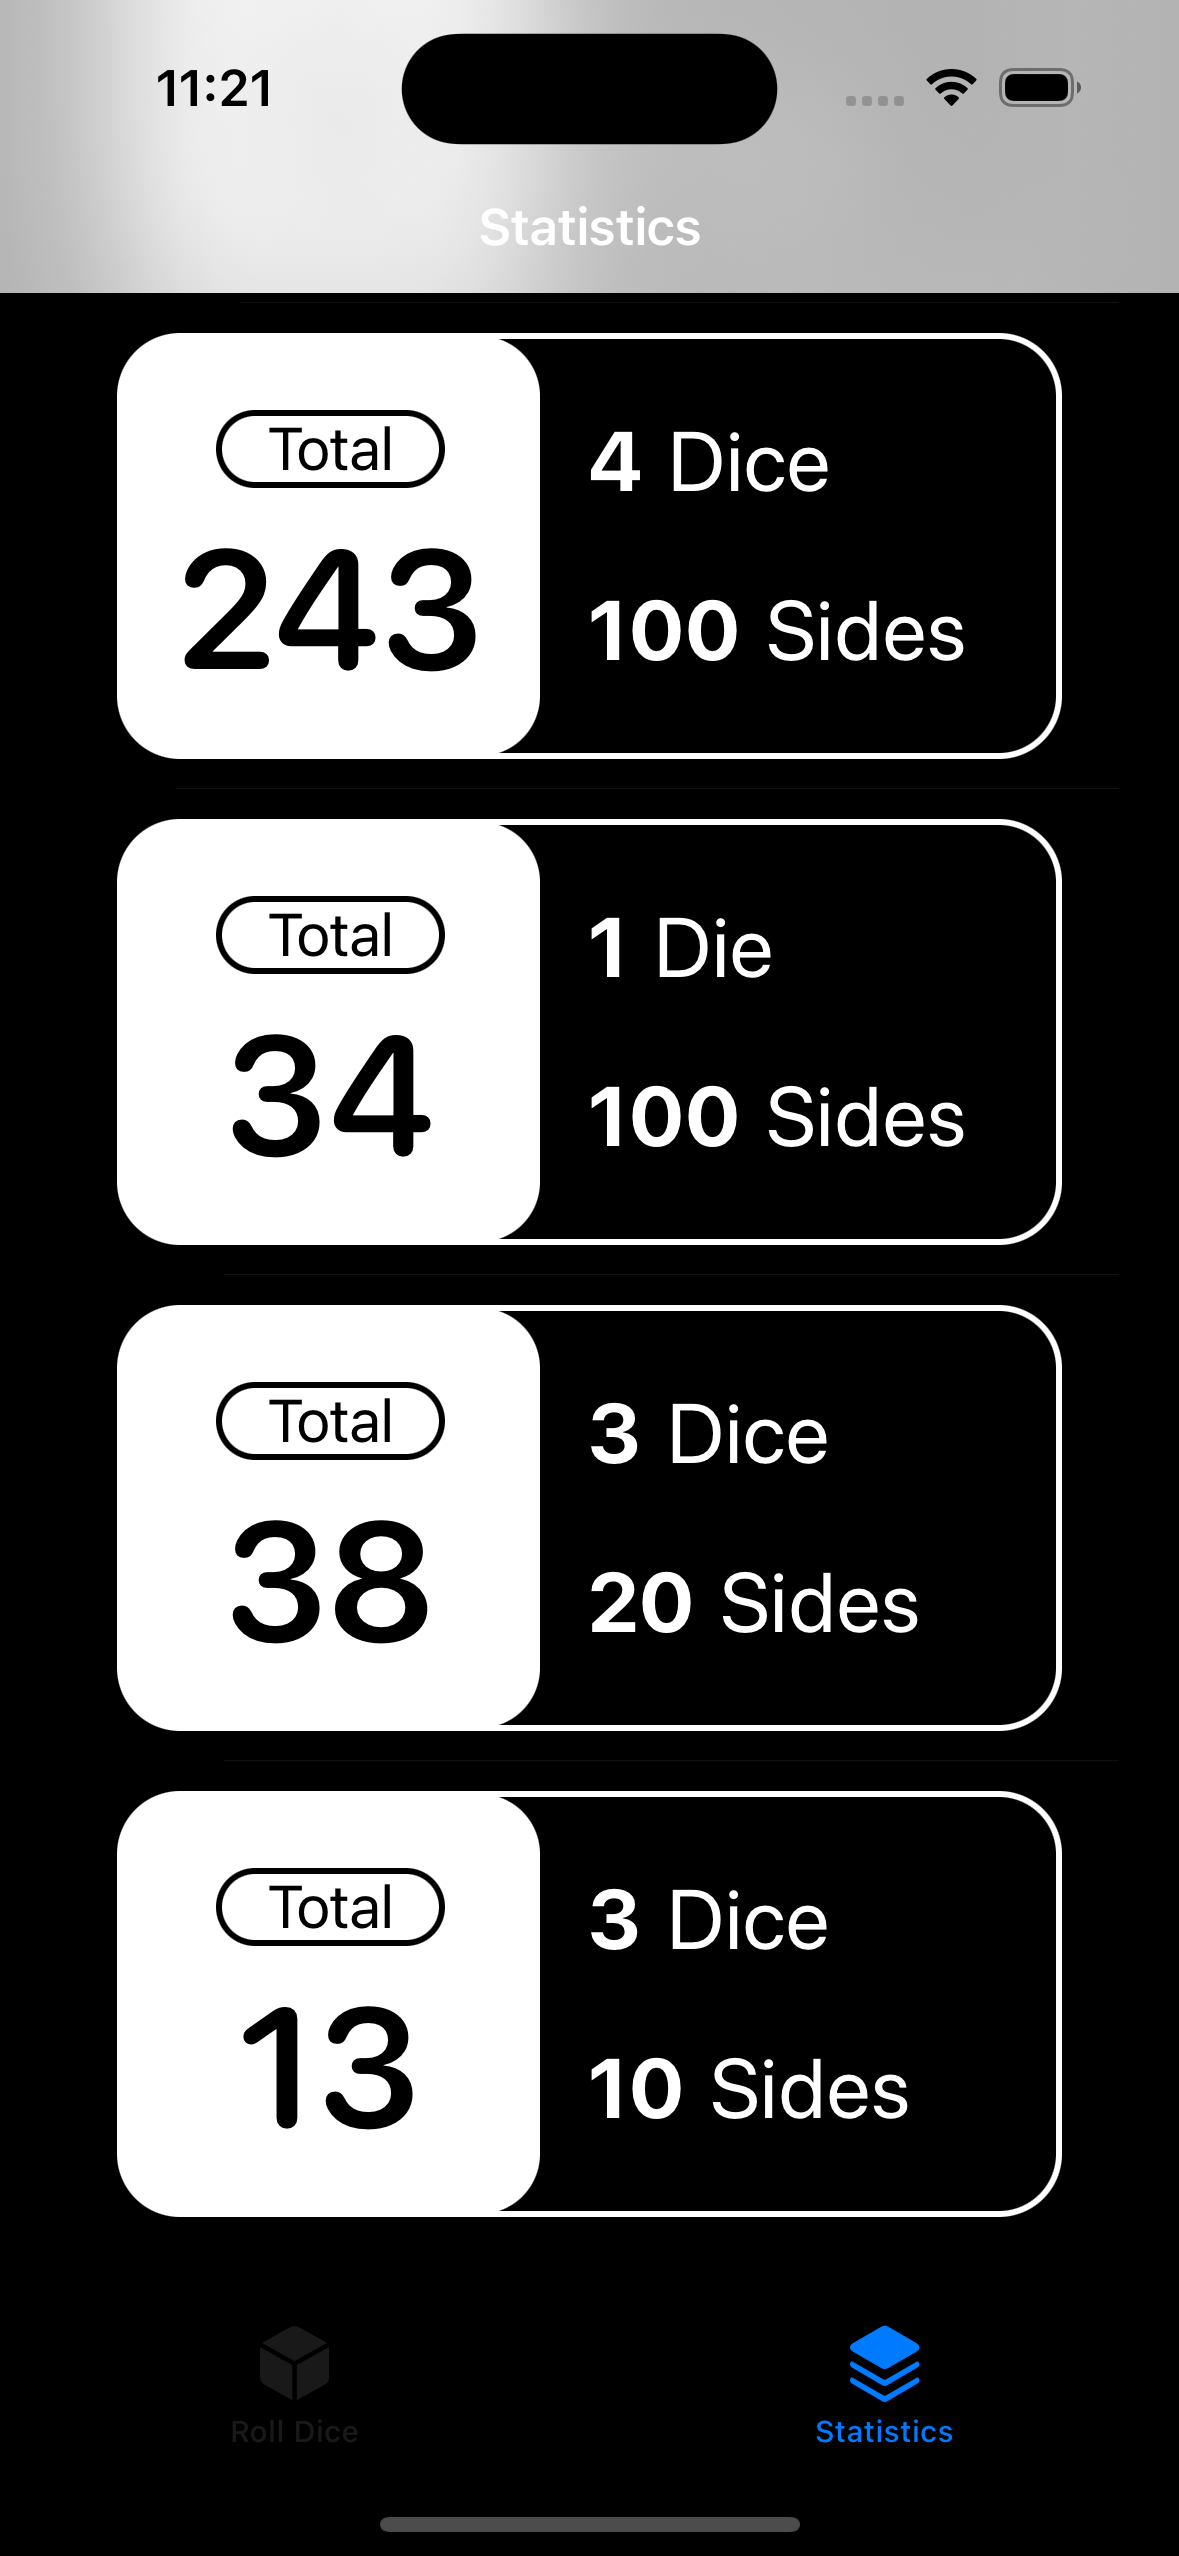 11:21
Statistics
Total
243
4 Dice
100 Sides
Total
34
1 Die
100 Sides
Total
38
3 Dice
20 Sides
Total
13
3 Dice
10 Sides
Roll Dice
Statistics